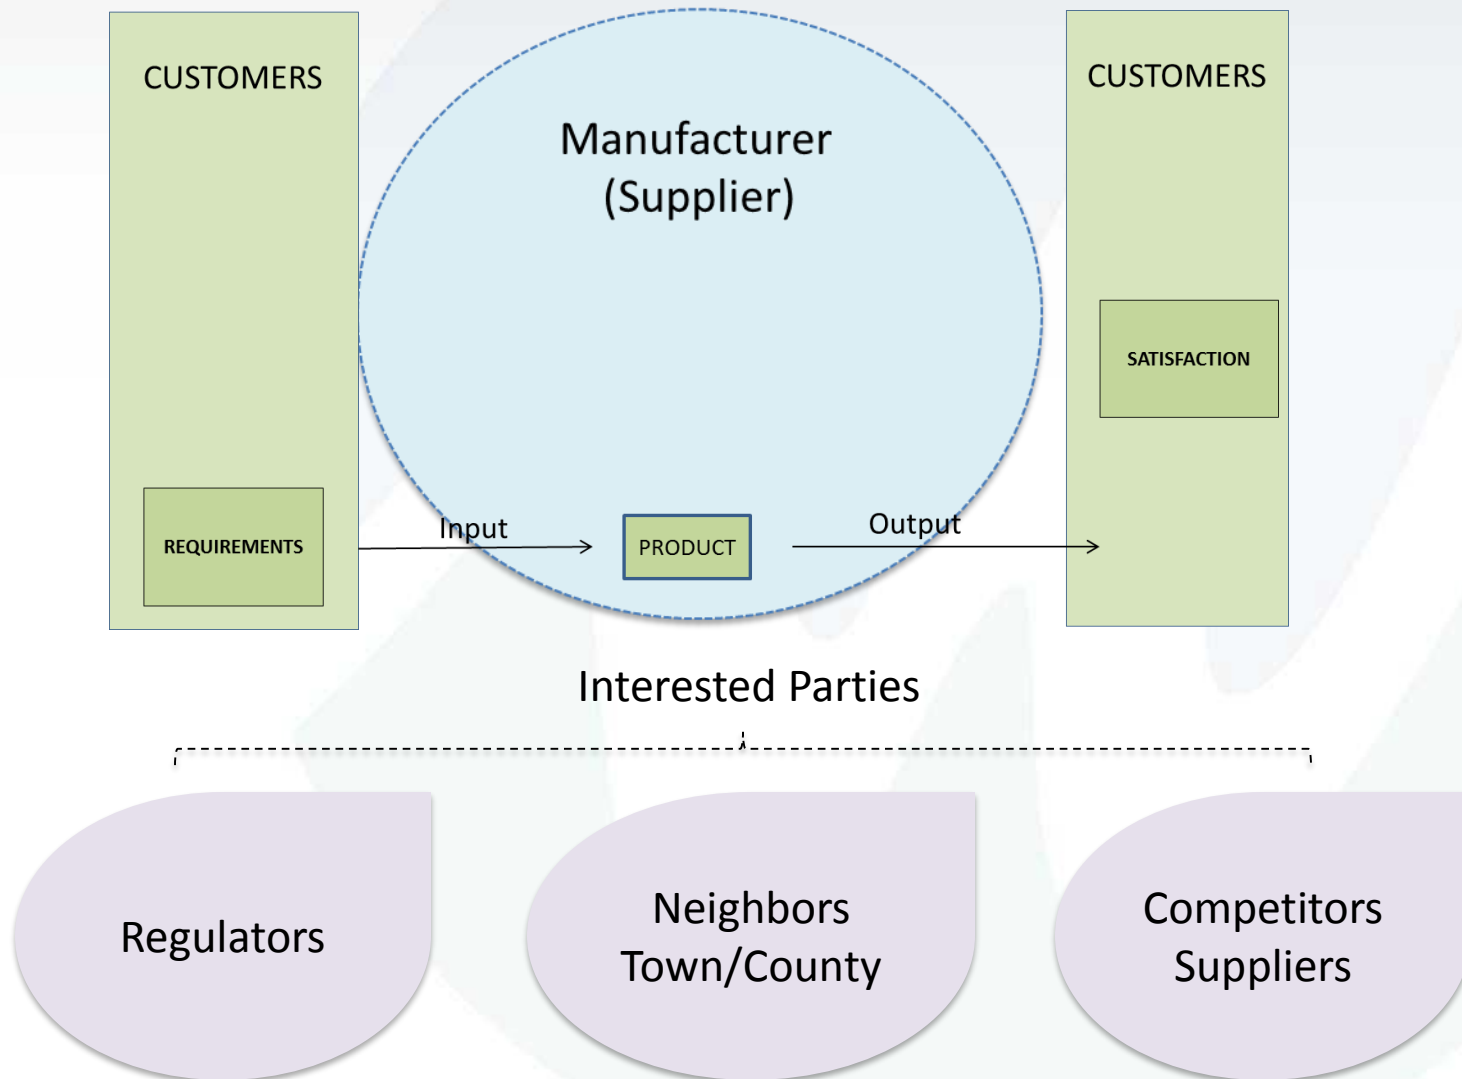 CUSTOMERS
Manufacturer
(Supplier)
CUSTOMERS
SATISFACTION
REQUIREMENTS
Input
PRODUCT
Output
Interested Parties
Regulators
Neighbors
Town/County
Competitors
Suppliers